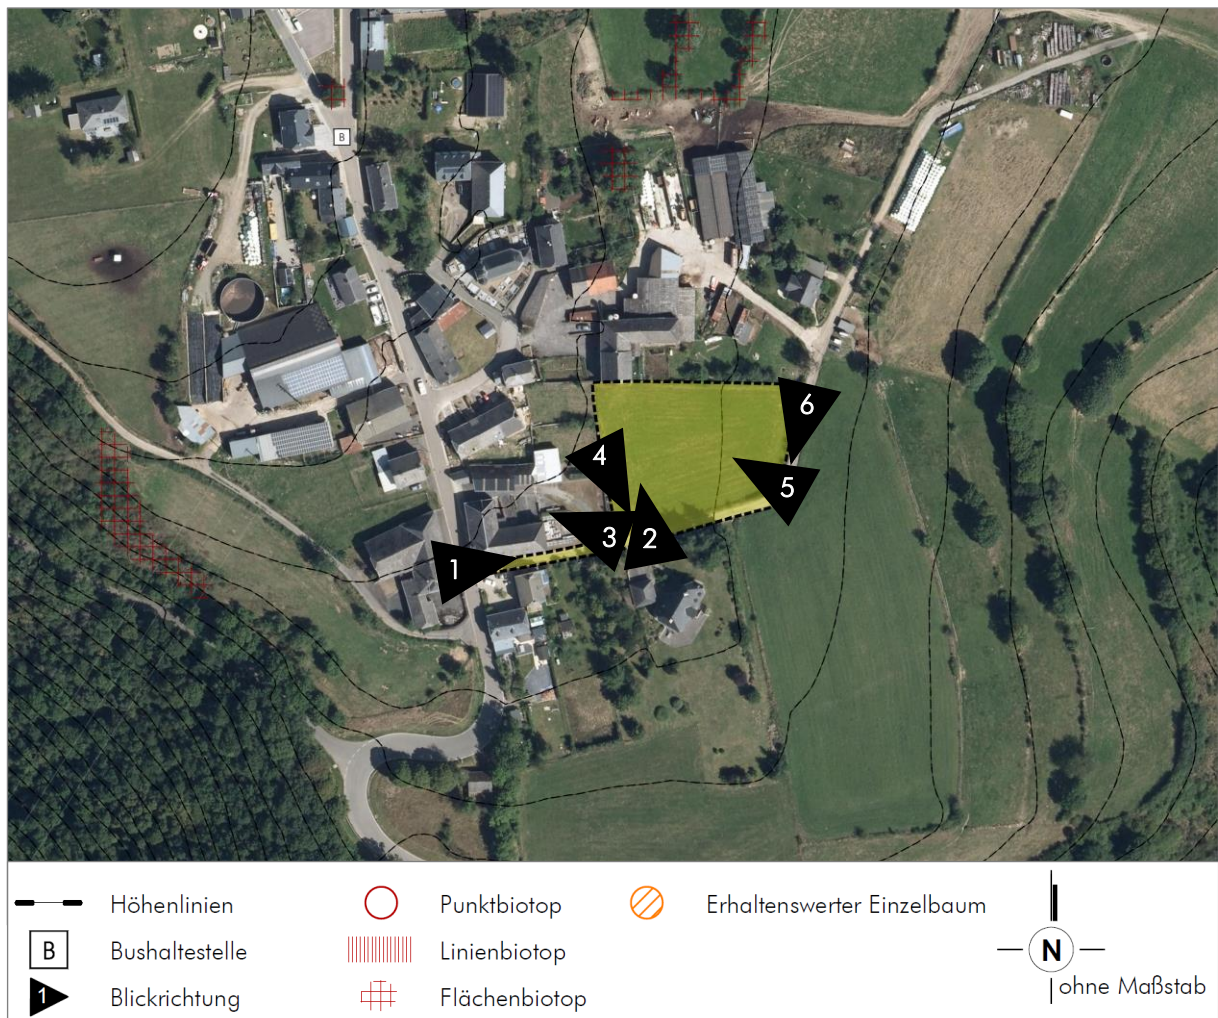 B
6
4
5
3
2
1
Höhenlinien
Punktbiotop
Erhaltenswerter Einzelbaum
B
Bushaltestelle
Linienbiotop
N
1
Blickrichtung
Flächenbiotop
ohne Maßstab